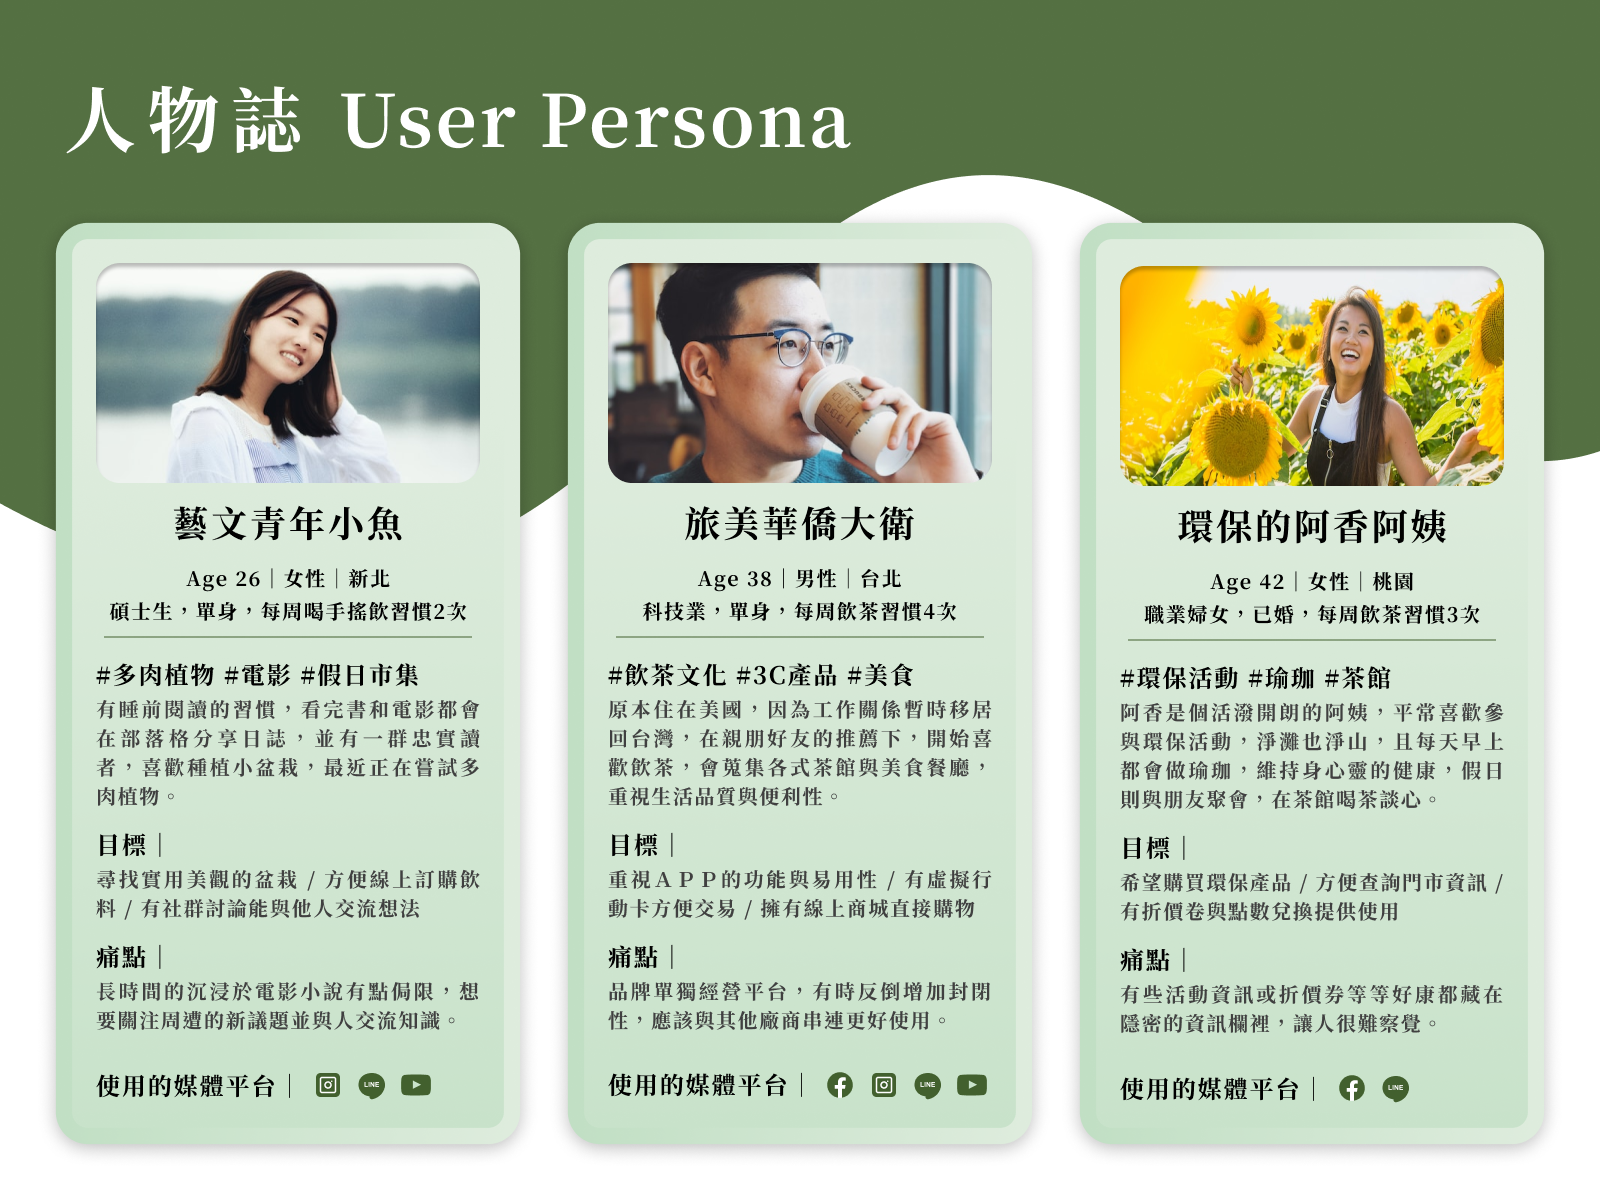 人物誌 User Persona
藝文青年小魚
Age 26｜女性｜新北
碩士生，單身，每周喝手搖飲習慣2次
#多肉植物 #電影 #假日市集
有睡前閱讀的習慣，看完書和電影都會
在部落格分享日誌，並有一群忠實讀
者，喜歡種植小盆栽，最近正在嘗試多
肉植物。
目標｜
尋找實用美觀的盆栽 / 方便線上訂購飲
料 / 有社群討論能與他人交流想法
痛點｜
長時間的沉浸於電影小說有點侷限，想
要關注周遭的新議題並與人交流知識。
使用的媒體平台｜
LINE
旅美華僑大衛
Age 38｜男性｜台北
科技業，單身，每周飲茶習慣4次
#飲茶文化 #3C產品 #美食
原本住在美國，因為工作關係暫時移居
回台灣，在親朋好友的推薦下，開始喜
歡飲茶，會蒐集各式茶館與美食餐廳，
重視生活品質與便利性。
目標｜
重視ＡＰＰ的功能與易用性 / 有虛擬行
動卡方便交易 / 擁有線上商城直接購物
痛點｜
品牌單獨經營平台，有時反倒增加封閉
性，應該與其他廠商串連更好使用。
使用的媒體平台｜
LINE
環保的阿香阿姨
Age 42｜女性｜桃園
職業婦女，已婚，每周飲茶習慣3次
#環保活動 #瑜珈 #茶館
阿香是個活潑開朗的阿姨，平常喜歡參
與環保活動，淨灘也淨山，且每天早上
都會做瑜珈，維持身心靈的健康，假日
則與朋友聚會，在茶館喝茶談心。
目標｜
希望購買環保產品 / 方便查詢門市資訊 /
有折價卷與點數兌換提供使用
痛點｜
有些活動資訊或折價券等等好康都藏在
隱密的資訊欄裡，讓人很難察覺。
使用的媒體平台｜
LINE